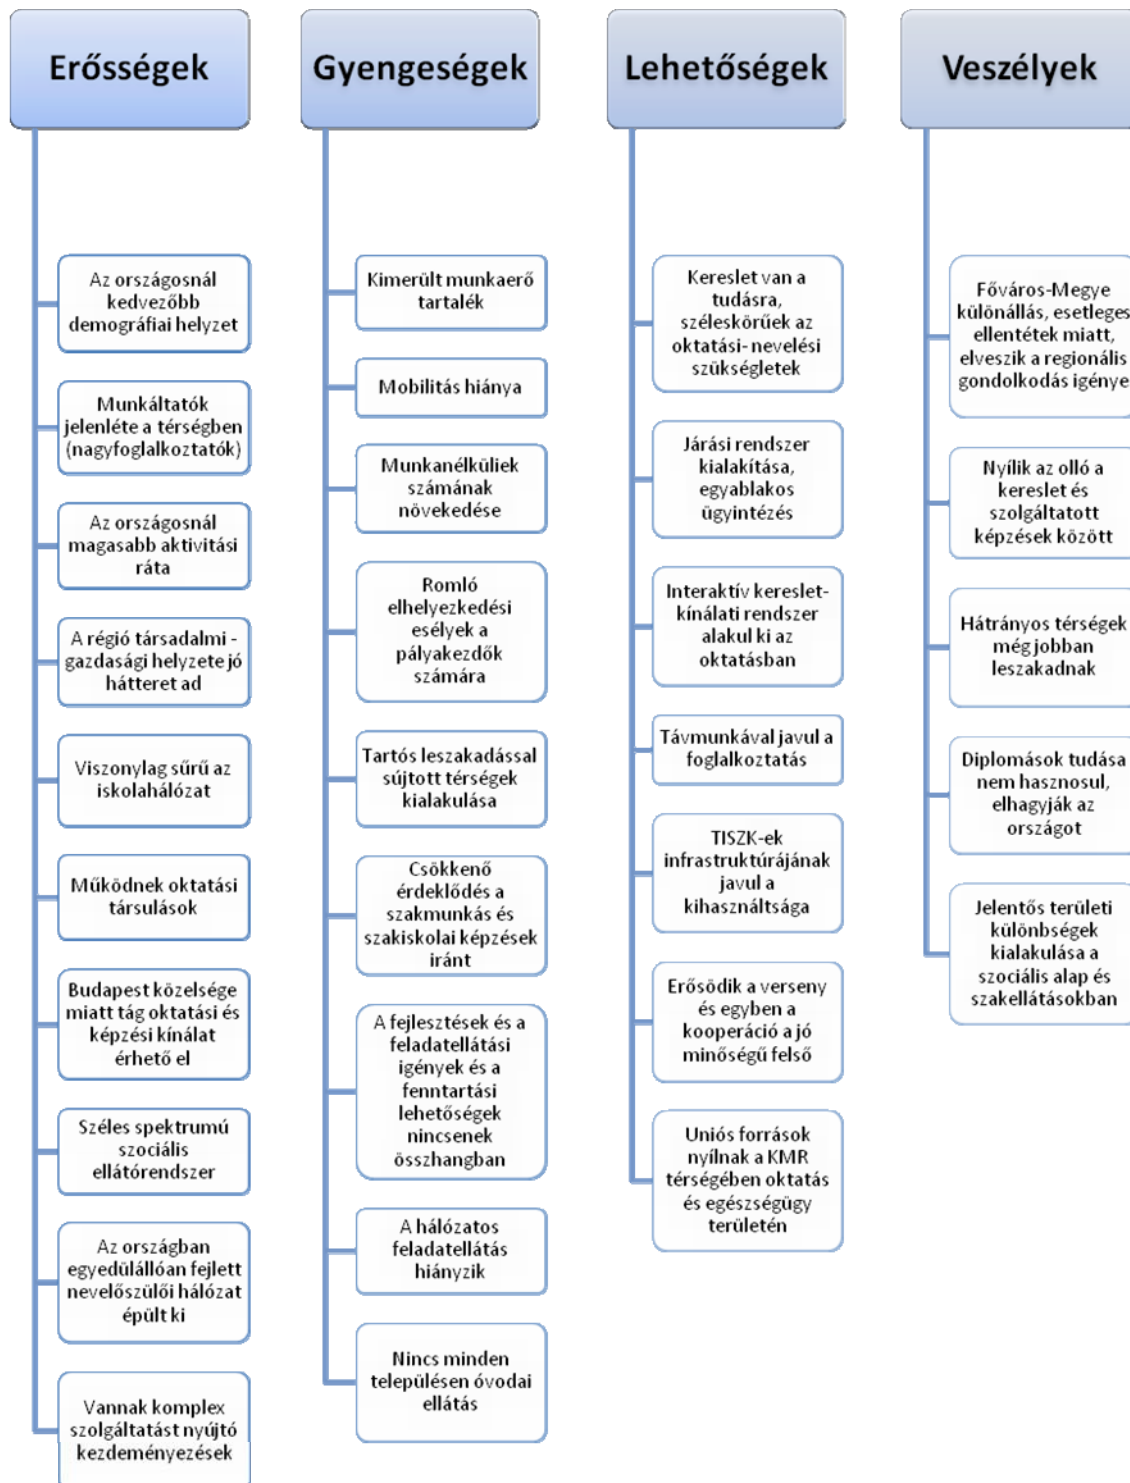 Erősségek
Az országosnál
kedvezőbb
demográfiai helyzet
Munkáltatók
jelenléte a térségben
(nagyfoglalkoztatók)
Az országosnál
magasabb aktivitási
ráta
A régió társadalmi -
gazdasági helyzete jó
hátteret ad
Viszonylag sűrű az
iskolahálózat
Működnek oktatási
társulások
Budapest közelsége
miatt tág oktatási és
képzési kínálat
érhető el
Széles spektrumú
szociális
ellátórendszer
Az országban
egyedülállóan fejlett
nevelőszülői hálózat
épült ki
Vannak komplex
szolgáltatást nyújtó
kezdeményezések
Gyengeségek
Kimerült munkaerő
tartalék
Mobilitás hiánya
Munkanélküliek
számának
növekedése
Romló
elhelyezkedési
esélyek a
pályakezdők
számára
Tartós leszakadással
sújtott térségek
kialakulása
Csökkenő
érdeklődés a
szakmunkás és
szakiskolai képzések
iránt
A fejlesztések és a
feladatellátási
igények és a
fenntartási
lehetőségek
nincsenek
összhangban
A hálózatos
feladatellátás
hiányzik
Nincs minden
településen óvodai
ellátás
Lehetőségek
Kereslet van a
tudásra,
széleskörűek az
oktatási- nevelési
szükségletek
Járási rendszer
kialakítása,
egyablakos
ügyintézés
Interaktív kereslet-
kínálati rendszer
alakul ki az
oktatásban
Távmunkával javul a
foglalkoztatás
TISZK-ek
infrastruktúrájának
javul a
kihasználtsága
Erősödik a verseny
és egyben a
kooperáció a jó
minőségű felső
Uniós források
nyílnak a KMR
térségében oktatás
és egészségügy
területén
Veszélyek
Főváros-Megye
különállás, esetleges
ellentétek miatt,
elveszik a regionális
gondolkodás igénye
Nyílik az olló a
kereslet és
szolgáltatott
képzések között
Hátrányos térségek
még jobban
leszakadnak
Diplomások tudása
nem hasznosul,
elhagyják az
országot
Jelentős területi
különbségek
kialakulása a
szociális alap és
szakellátásokban